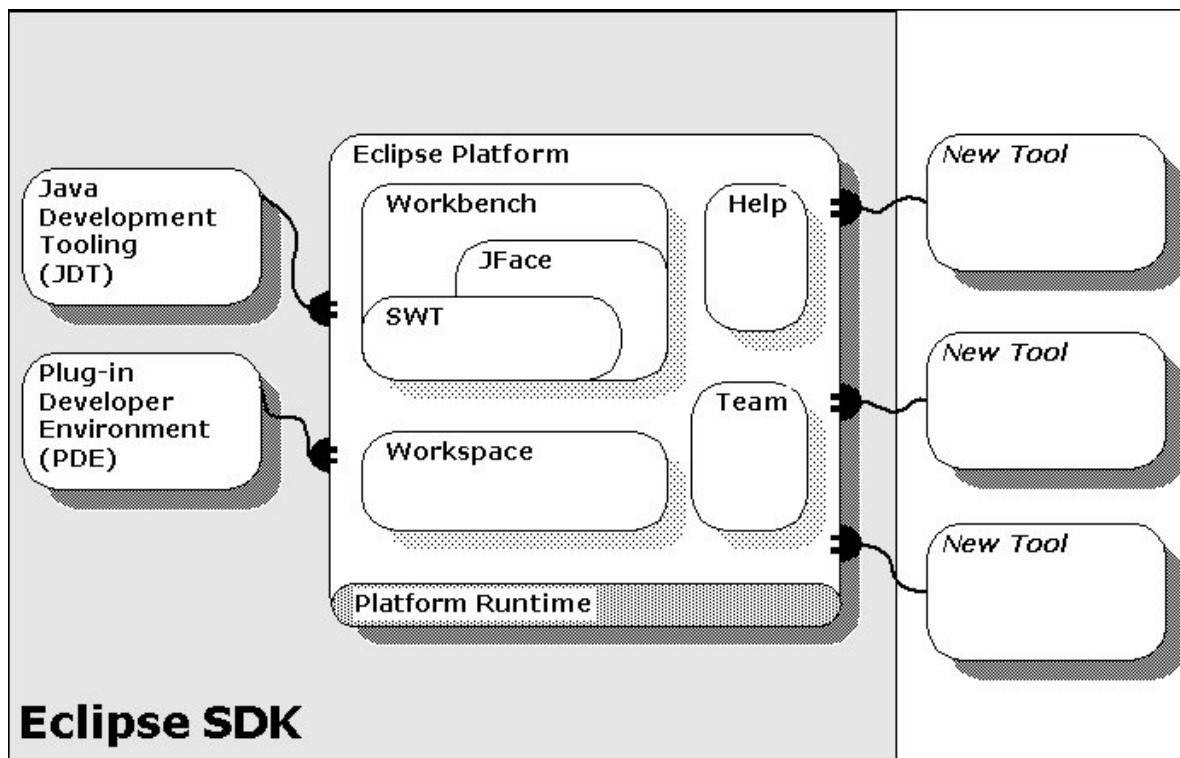 Eclipse Platform
Java
Development
Tooling
(JDT)
Plug-in
Developer
Environment
(PDE)
Workbench
JFace
SWT
Help
Team
Workspace
Platform Runtime
New Tool
New Tool
New Tool
Eclipse SDK